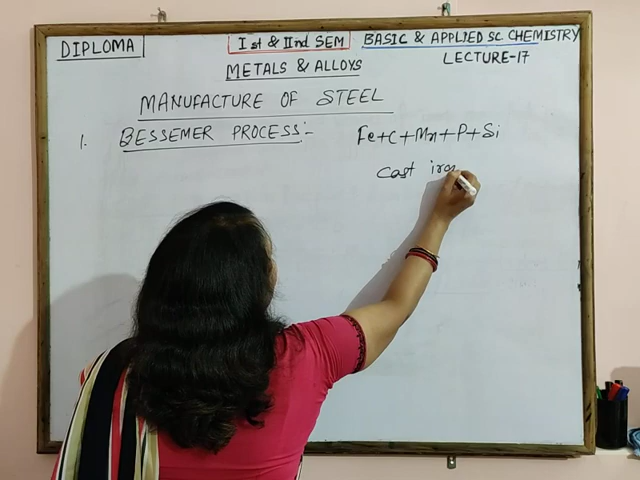 DIPLOMA
I st & IInd SEM
BASIC & APPLIED SC CHEMISTRY
METALS & ALLOYS
LECTURE-17
MANUFACTURE OF STEEL
1. BESSEMER PROCESS:-
Fe+C+Mn+P+Si
Cast iron